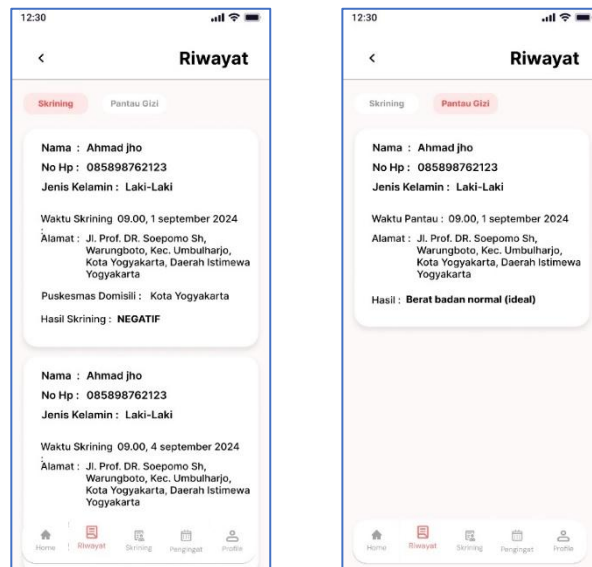 12:30
Riwayat
Skrining
Pantau Gizi
Nama : Ahmad jho
No Hp : 085898762123
Jenis Kelamin : Laki-Laki
Waktu Skrining 09.00, 1 september 2024
:
Alamat : Jl. Prof. DR. Soepomo Sh,
Warungboto, Kec. Umbulharjo,
Kota Yogyakarta, Daerah Istimewa
Yogyakarta
Puskesmas Domisili : Kota Yogyakarta
Hasil Skrining : NEGATIF
Nama : Ahmad jho
No Hp : 085898762123
Jenis Kelamin : Laki-Laki
Waktu Skrining 09.00, 4 september 2024
:
Alamat : Jl. Prof. DR. Soepomo Sh,
Warungboto, Kec. Umbulharjo,
Kota Yogyakarta, Daerah Istimewa
Yogyakarta
Home
Riwayat
Skrining
Pengingat
Profile
12:30
Riwayat
Skrining
Pantau Gizi
Nama : Ahmad jho
No Hp : 085898762123
Jenis Kelamin : Laki-Laki
Waktu Pantau : 09.00, 1 september 2024
Alamat : Jl. Prof. DR. Soepomo Sh,
Warungboto, Kec. Umbulharjo,
Kota Yogyakarta, Daerah Istimewa
Yogyakarta
Hasil : Berat badan normal (ideal)
Home
Riwayat
Skrining
Pengingat
Profile